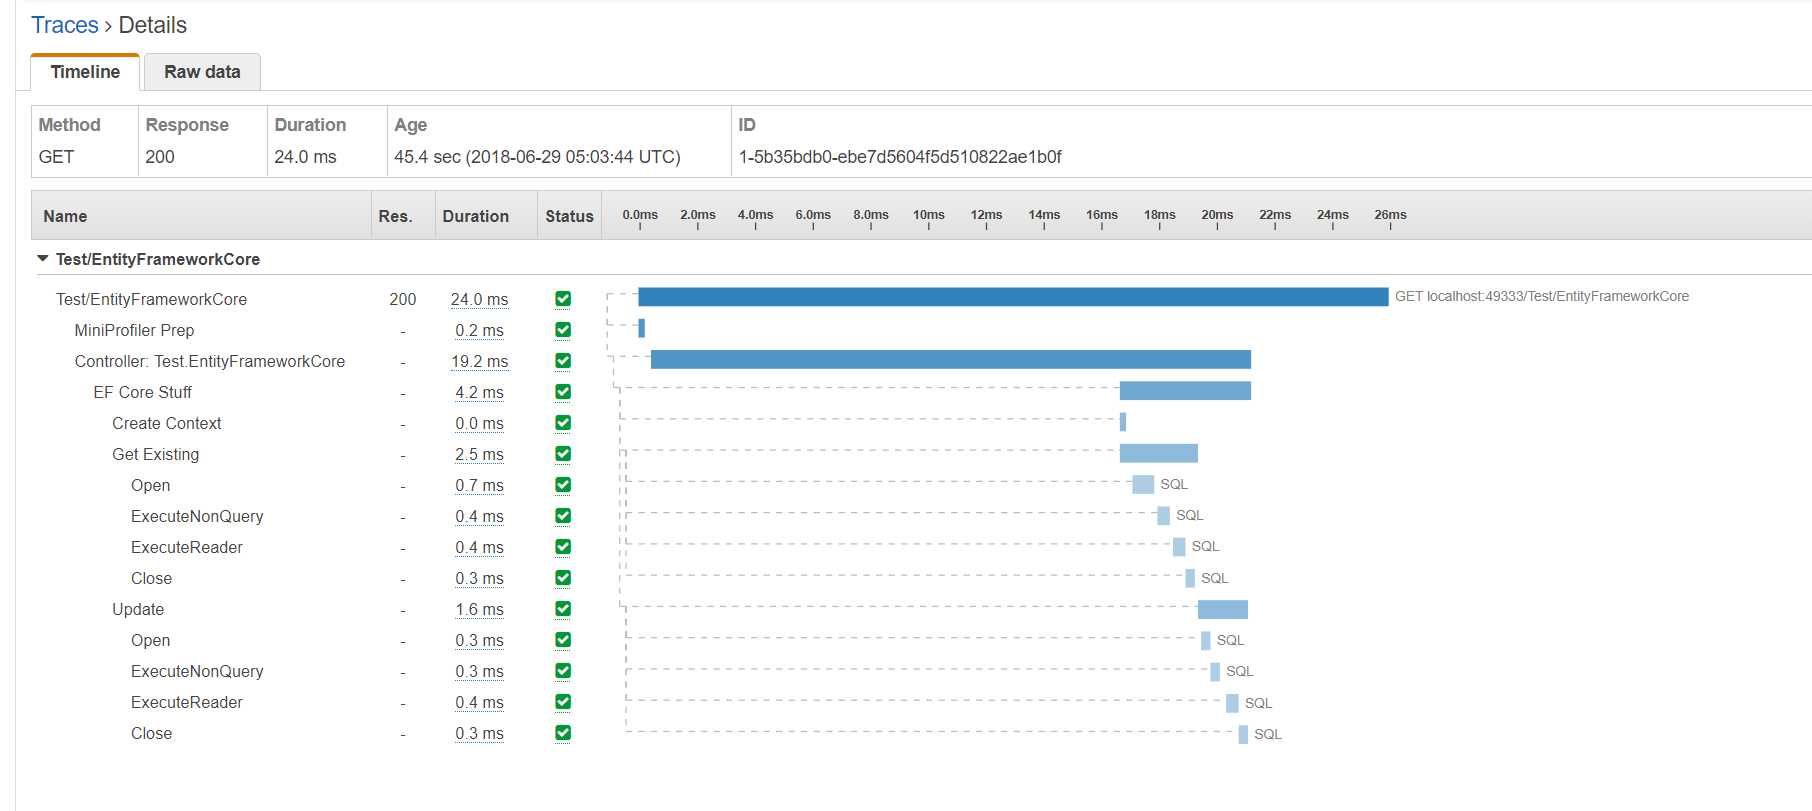 Traces > Details
Timeline Raw data
Method Response Duration Age ID
GET 200 24.0 ms 45.4 sec (2018-06-29 05:03:44 UTC) 1-5b35bdb0-ebe7d5604f5d510822ae1b0f
Name Res. Duration Status 0.0ms 2.0ms 4.0ms 6.0ms 8.0ms 10ms 12ms 14ms 16ms 18ms 20ms 22ms 24ms 26ms
Test/EntityFrameworkCore
Test/EntityFrameworkCore 200 24.0 ms GET localhost:49333/Test/EntityFrameworkCore
MiniProfiler Prep - 0.2 ms
Controller: Test.EntityFrameworkCore - 19.2 ms
EF Core Stuff - 4.2 ms
Create Context - 0.0 ms
Get Existing - 2.5 ms
Open - 0.7 ms SQL
ExecuteNonQuery - 0.4 ms SQL
ExecuteReader - 0.4 ms SQL
Close - 0.3 ms SQL
Update - 1.6 ms
Open - 0.3 ms SQL
ExecuteNonQuery - 0.3 ms SQL
ExecuteReader - 0.4 ms SQL
Close - 0.3 ms SQL